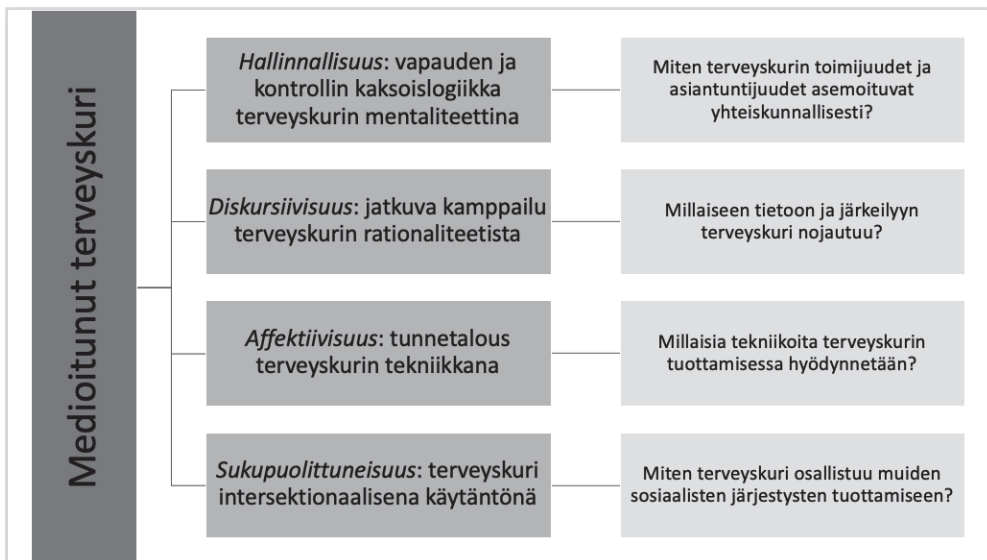 Medioitunut terveyskuri
Hallinnallisuus: vapauden ja
kontrollin kaksoislogiikka
terveyskurin mentaliteettina
Miten terveyskurin toimijuudet ja
asiantuntijuudet asemoituvat
yhteiskunnallisesti?
Diskursiivisuus: jatkuva kamppailu
terveyskurin rationaliteetista
Millaiseen tietoon ja järkeilyyn
terveyskuri nojautuu?
Affektiivisuus: tunnetalous
terveyskurin tekniikkana
Millaisia tekniikoita terveyskurin
tuottamisessa hyödynnetään?
Sukupuolittuneisuus: terveyskuri
intersektionaalisena käytäntönä
Miten terveyskuri osallistuu muiden
sosiaalisten järjestysten tuottamiseen?